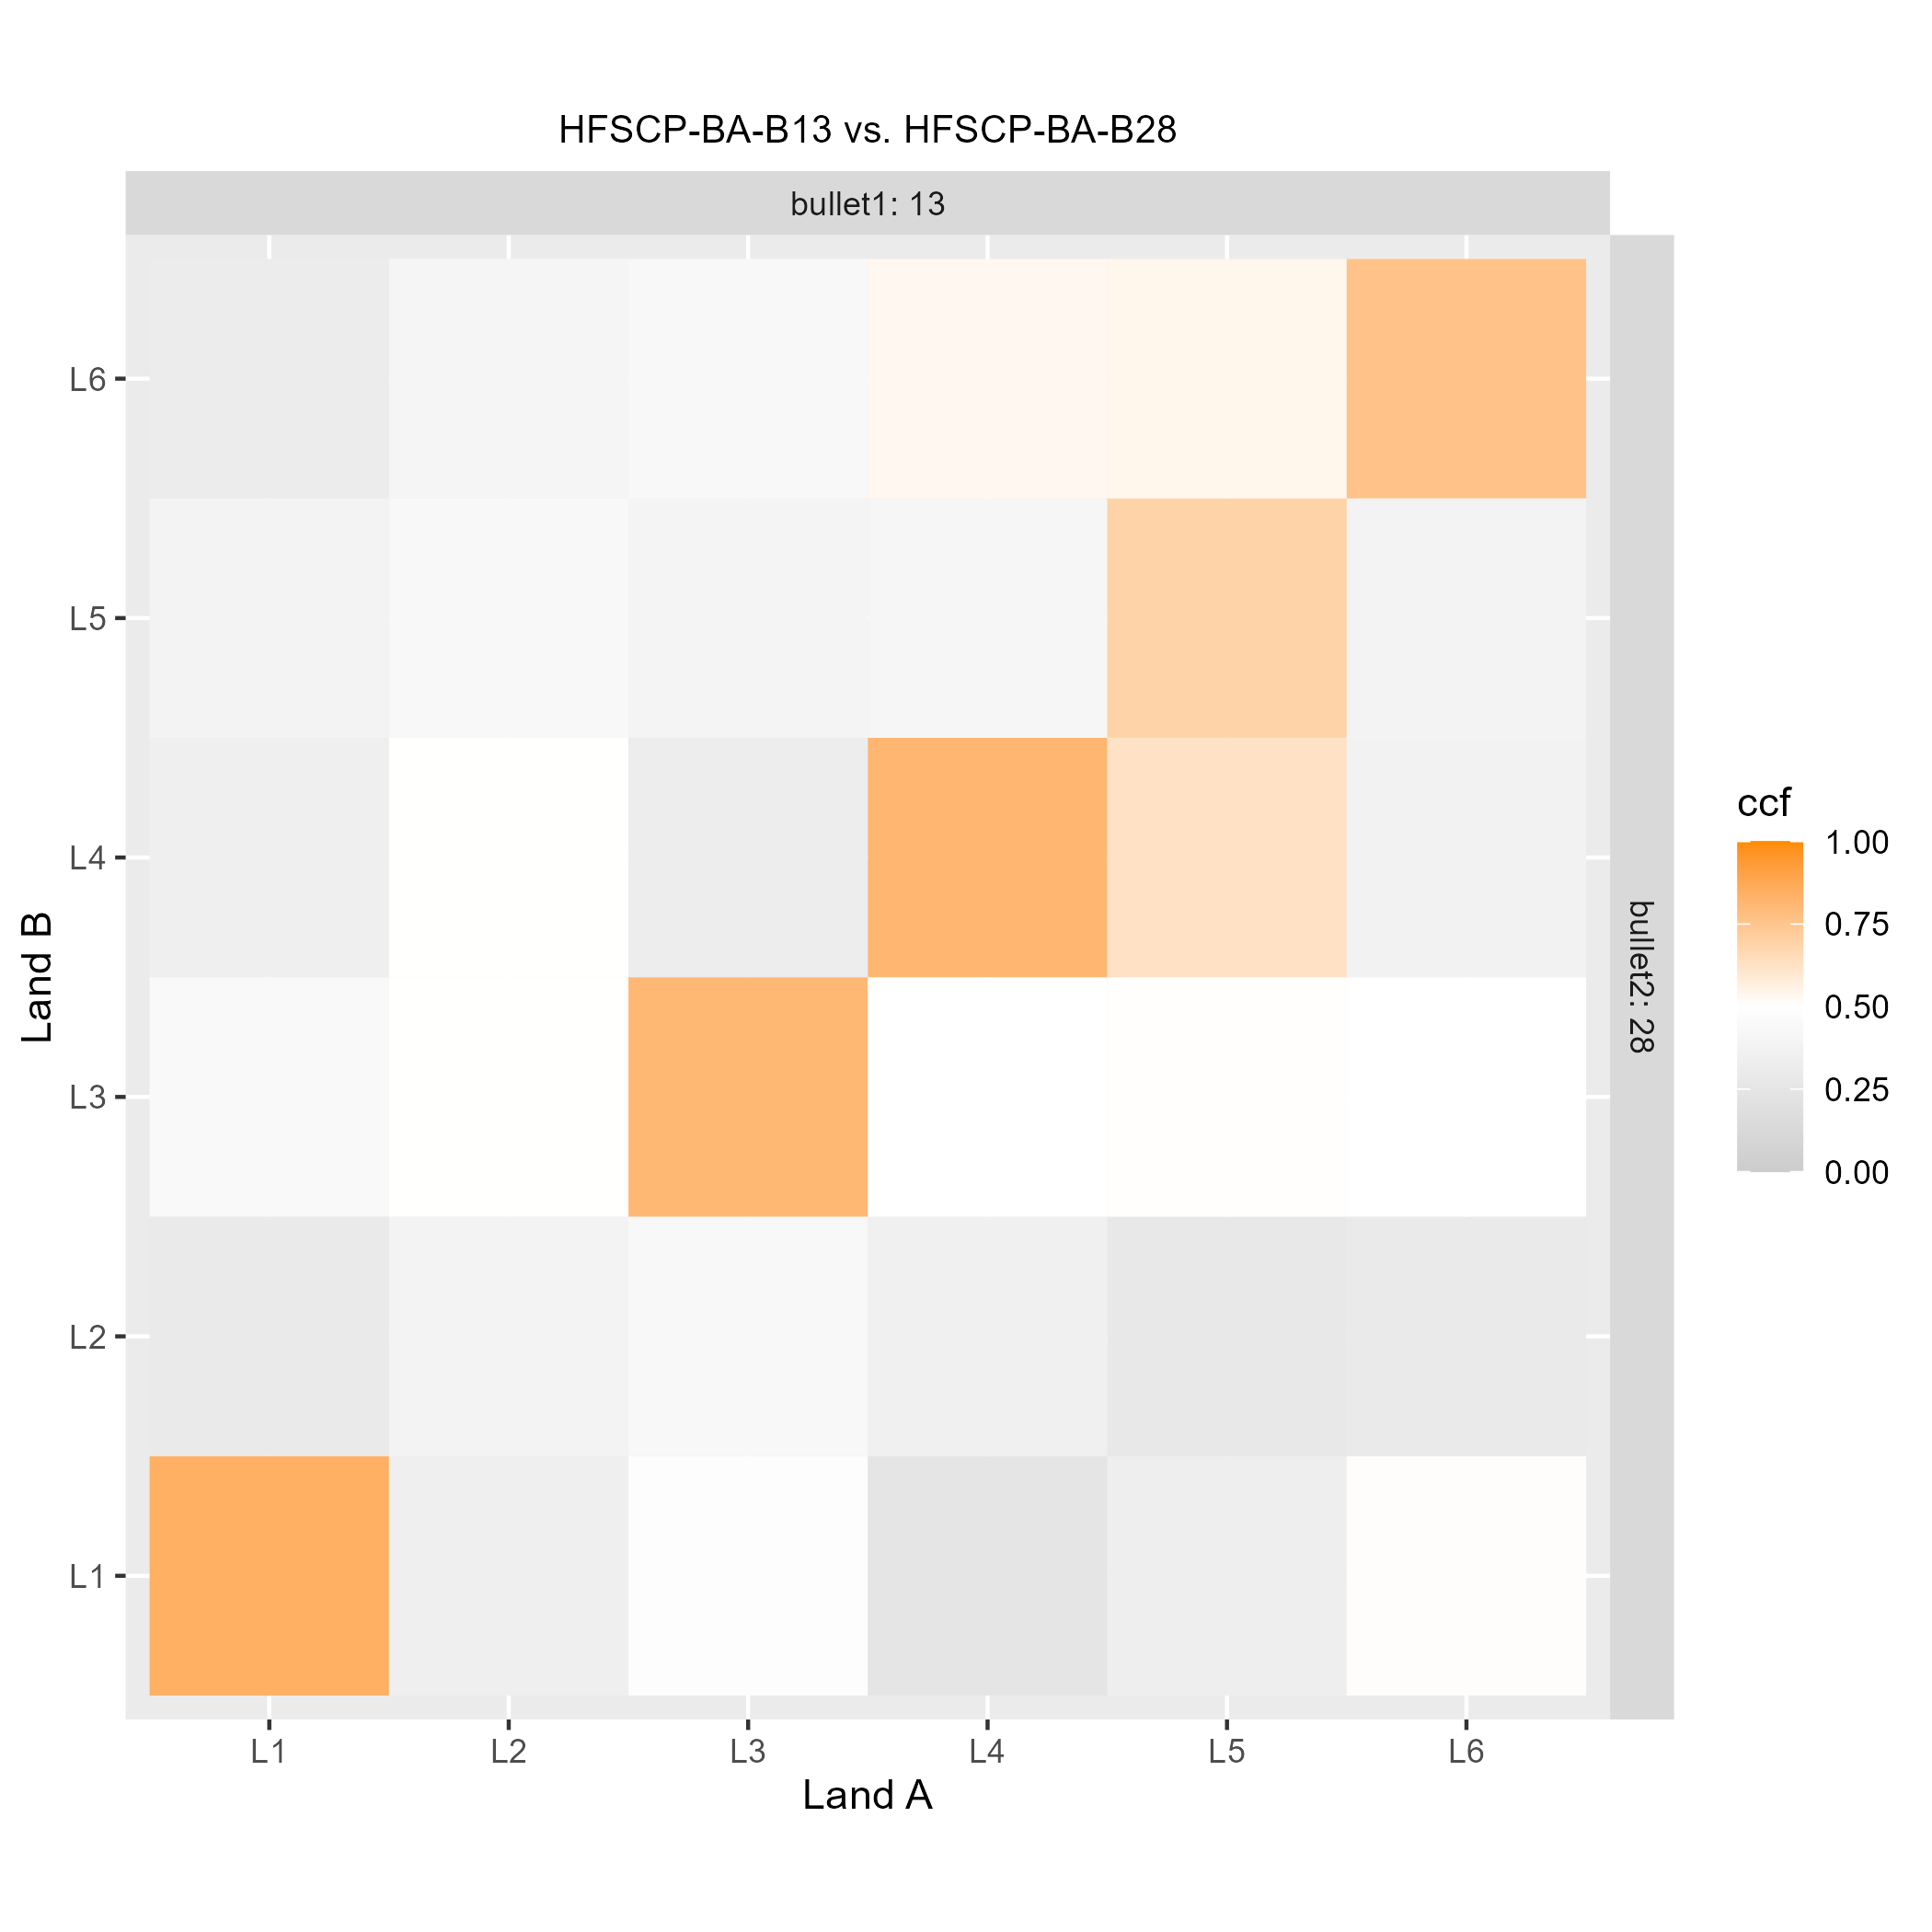 HFSCP-BA-B13 vs. HFSCP-BA-B28
bullet1: 13
L6
L5
L4
L3
L2
L1
Land B
bullet2: 28
L1 L2 L3 L4 L5 L6
Land A
ccf
1.00
0.75
0.50
0.25
0.00